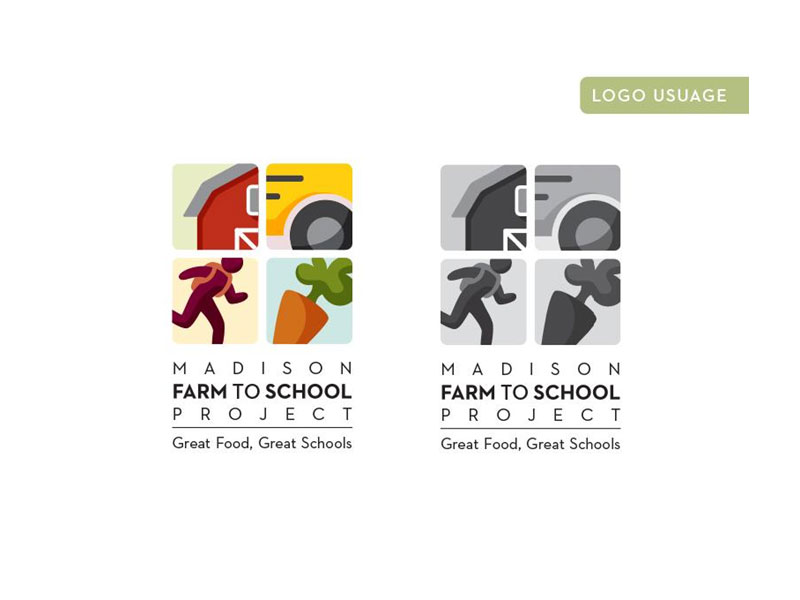 LOGO USUAGE
MADISON
FARM TO SCHOOL
PROJECT
Great Food, Great Schools
MADISON
FARM TO SCHOOL
PROJECT
Great Food, Great Schools